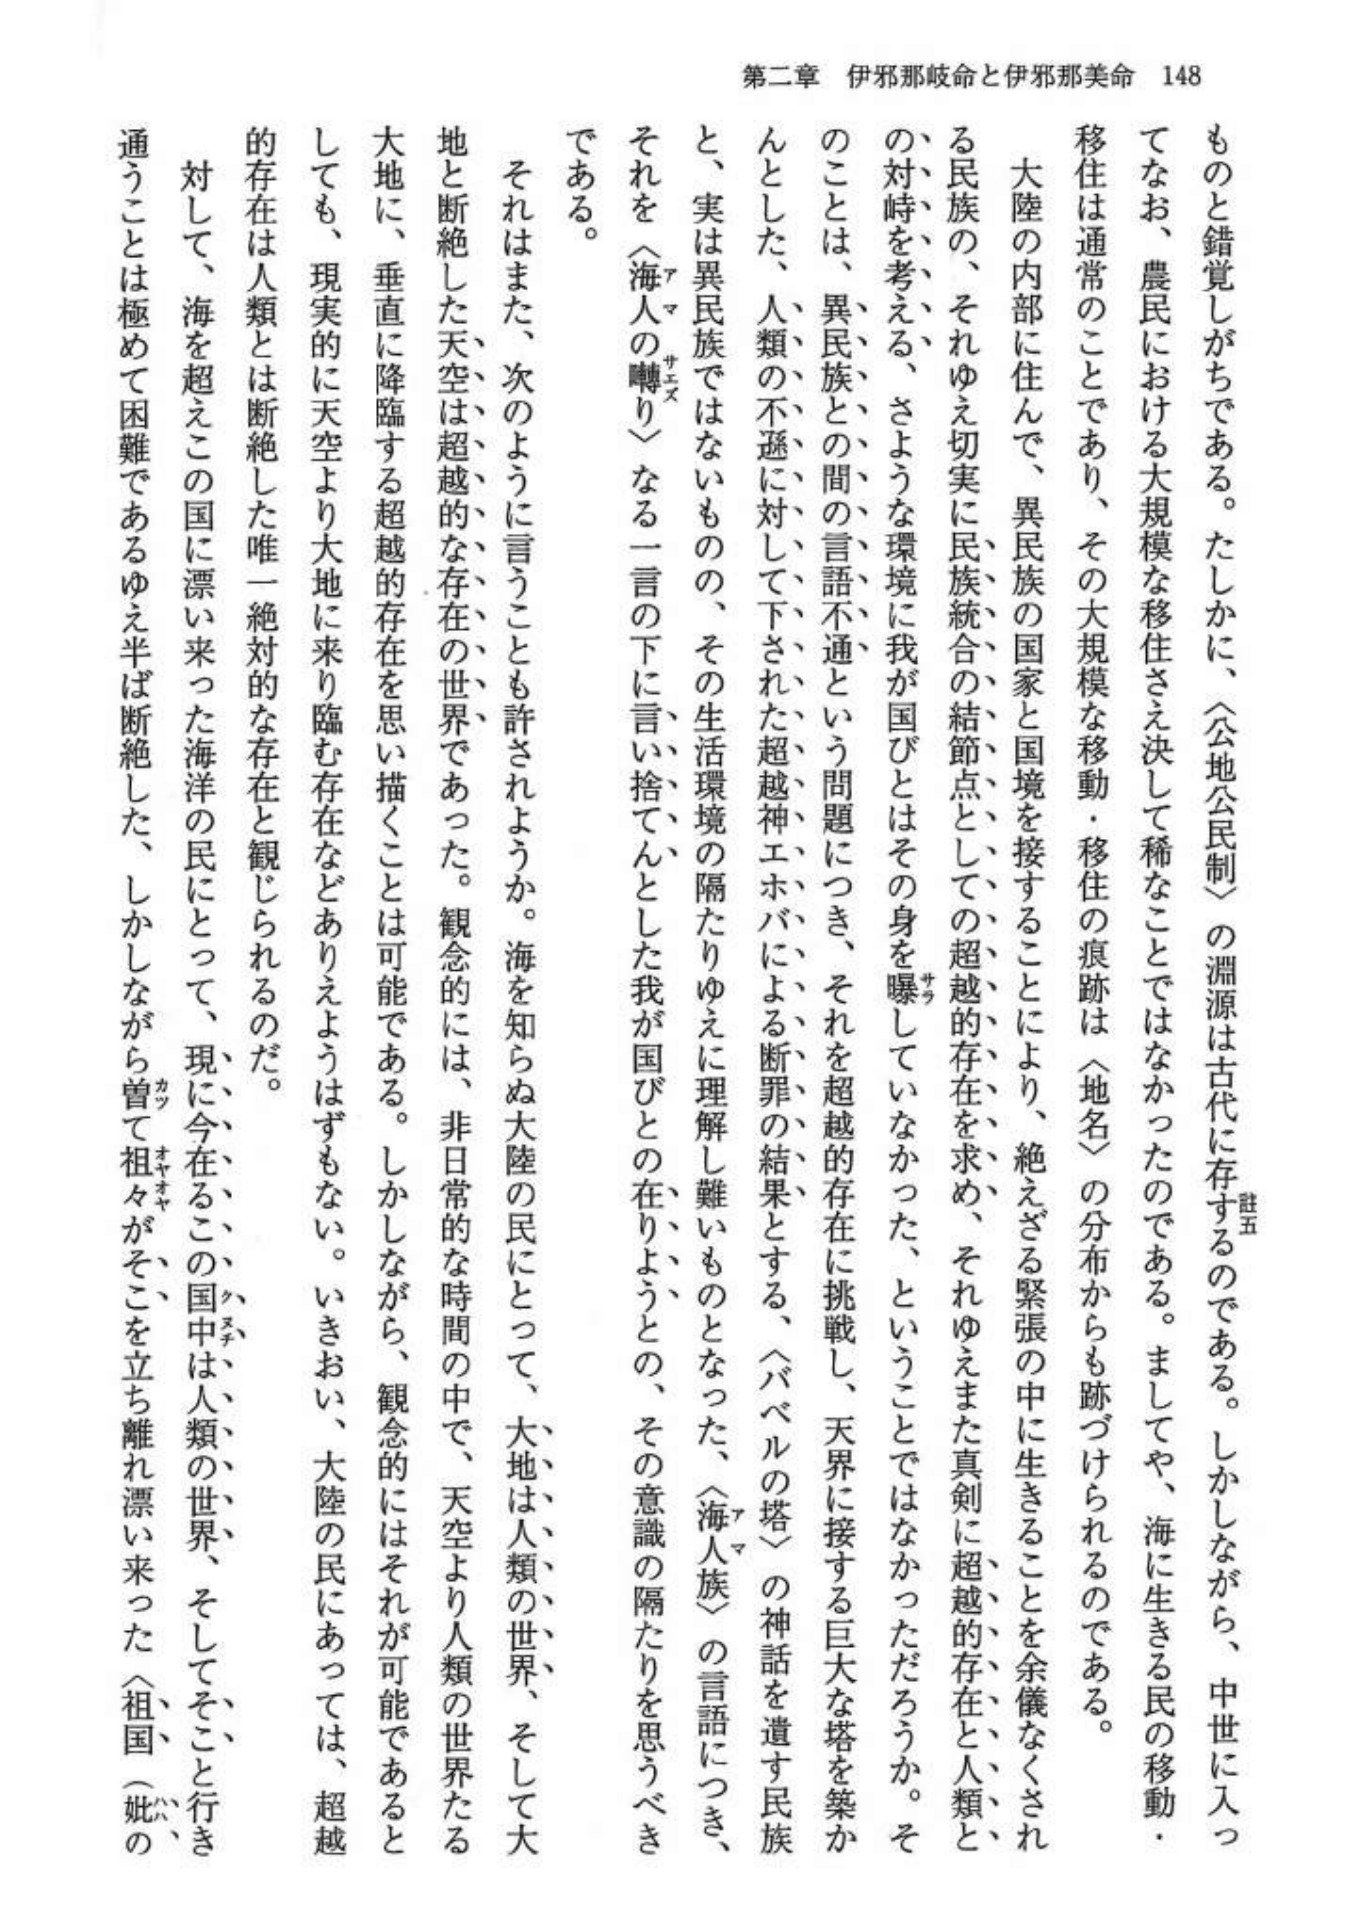 第二章　伊邪那岐命と伊邪那美命　148
ものと錯覚しがちである。たしかに、〈公地公民制〉の淵源は古代に存するのである。しかしながら、中世に入っ
註五
てなお、農民における大規模な移住さえ決して稀なことではなかったのである。ましてや、海に生きる民の移動・
移住は通常のことであり、その大規模な移動・移住の痕跡は〈地名〉の分布からも跡づけられるのである。
　大陸の内部に住んで、異民族の国家と国境を接することにより、絶えざる緊張の中に生きることを余儀なくされ
る民族の、それゆえ切実に民族統合の結節点としての超越的存在を求め、それゆえまた真剣に超越的存在と人類と
の対峙を考える、さような環境に我が国びとはその身を曝していなかった、ということではなかっただろうか。そ
サラ
のことは、異民族との間の言語不通という問題につき、それを超越的存在に挑戦し、天界に接する巨大な塔を築か
んとした、人類の不遜に対して下された超越神エホバによる断罪の結果とする、〈バベルの塔〉の神話を遺す民族
と、実は異民族ではないものの、その生活環境の隔たりゆえに理解し難いものとなった、〈海人族〉の言語につき、
アマ
それを〈海人の囀り〉なる一言の下に言い捨てんとした我が国びとの在りようとの、その意識の隔たりを思うべき
アマ　サエズ
である。
　それはまた、次のように言うことも許されようか。海を知らぬ大陸の民にとって、大地は人類の世界、そして大
地と断絶した天空は超越的な存在の世界であった。観念的には、非日常的な時間の中で、天空より人類の世界たる
大地に、垂直に降臨する超越的存在を思い描くことは可能である。しかしながら、観念的にはそれが可能であると
しても、現実的に天空より大地に来り臨む存在などありえようはずもない。いきおい、大陸の民にあっては、超越
的存在は人類とは断絶した唯一絶対的な存在と観じられるのだ。
　対して、海を超えこの国に漂い来った海洋の民にとって、現に今在るこの国中は人類の世界、そしてそこと行き
クヌチ
通うことは極めて困難であるゆえ半ば断絶した、しかしながら曽て祖々がそこを立ち離れ漂い来った〈祖国（妣の
カツ　オヤオヤ　ハハ